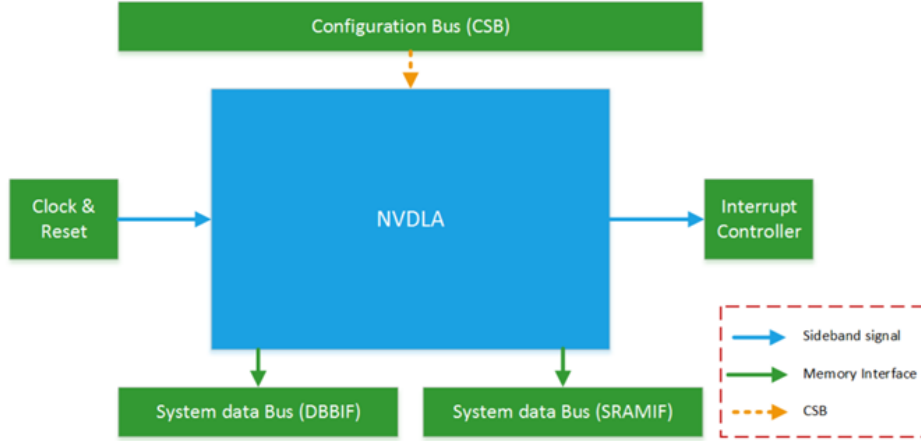 Configuration Bus (CSB)
Clock &
Reset
NVDLA
Interrupt
Controller
System data Bus (DBBIF)
System data Bus (SRAMIF)
Sideband signal
Memory Interface
CSB